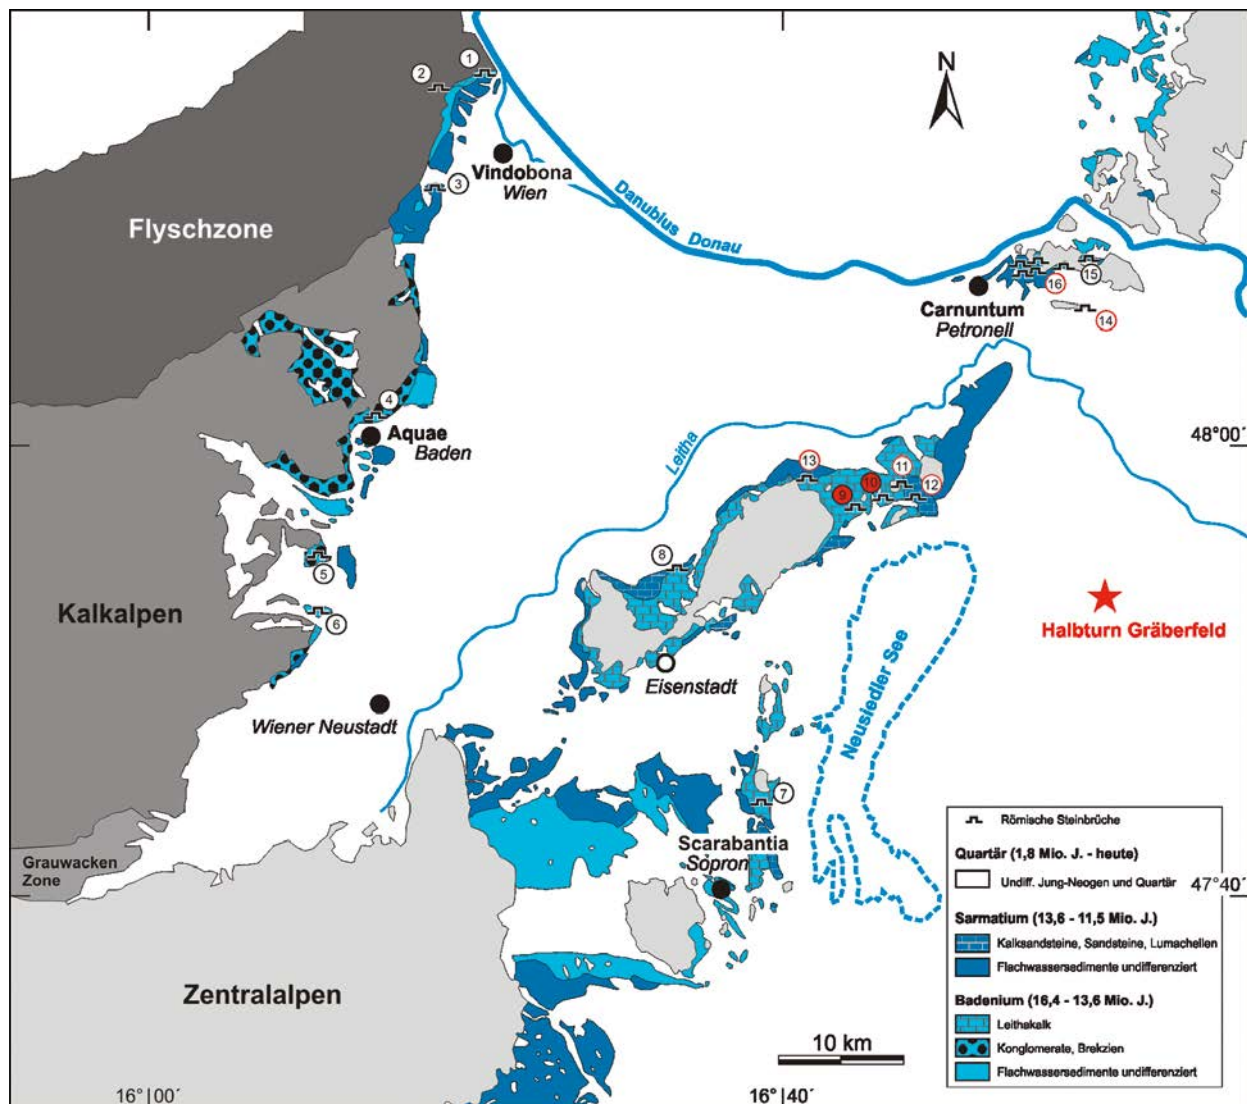 1
2
N
Vindobona
Wien
3
Flyschzone
Danubius Donau
15
16
Carnuntum
Petronell
14
4
Aquae
Baden
Leitha
48° 00´
13
11
10
12
9
8
5
Kalkalpen
6
Halbturn Gräberfeld
Eisenstadt
Neusiedler See
Wiener Neustadt
7
Scarabantia
Sopron
Grauwacken
Zone
47° 40´
Römische Steinbrüche
Quartär (1,8 Mio. J. - heute)
Undiff. Jung-Neogen und Quartär
Sarmatium (13,6 - 11,5 Mio. J.)
Kalksandsteine, Sandsteine, Lumachellen
Flachwassersedimente undifferenziert
Badenium (16,4 - 13,6 Mio. J.)
Leithakalk
Konglomerate, Brekzien
Flachwassersedimente undifferenziert
Zentralalpen
10 km
16° 00´
16° 40´